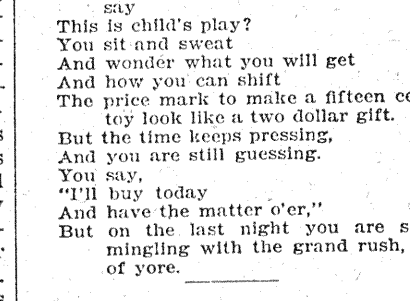 say
This is child's play?
You sit and sweat
And wonder what you will get
And how you can shift
The price mark to make a fifteen
toy look like a two dollar gift.
But the time keeps pressing,
And you are still guessing.
You say,
"I'll buy today
And have the matter o'er,"
But on the last night you are
mingling with the grand rush,
of yore.